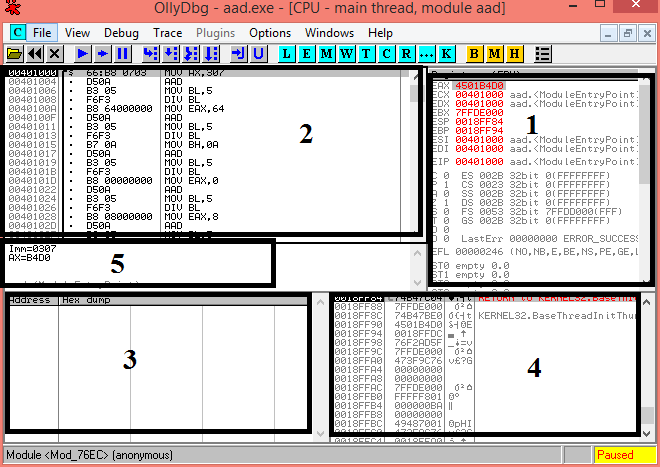 OllyDbg - aad.exe - [CPU - main thread, module aad]
C File View Debug Trace Plugins Options Windows Help
L E M W T C R ... K B M H
00401000 66:B8 0703 MOV AX,307
00401004 D50A AAD
00401006 B3 05 MOV BL,5
00401008 F6F3 DIV BL
0040100A B8 64000000 MOV EAX,64
0040100F D50A AAD
00401011 B3 05 MOV BL,5
00401013 F6F3 DIV BL
00401015 B7 0A MOV BH,0A
00401017 D50A AAD
00401019 B3 05 MOV BL,5
0040101B F6F3 DIV BL
0040101D B8 00000000 MOV EAX,0
00401022 D50A AAD
00401024 B3 05 MOV BL,5
00401026 F6F3 DIV BL
00401028 B8 08000000 MOV EAX,8
0040102D D50A AAD
2
EAX 4501B4D0
ECX 00401000 aad.<ModuleEntryPoint>
EDX 00401000 aad.<ModuleEntryPoint>
EBX 7FFDE000
ESP 0018FF84
EBP 0018FF94
ESI 00401000 aad.<ModuleEntryPoint>
EDI 00401000 aad.<ModuleEntryPoint>
EIP 00401000 aad.<ModuleEntryPoint>
C 0 ES 002B 32bit 0(FFFFFFFF)
P 1 CS 0023 32bit 0(FFFFFFFF)
A 0 SS 002B 32bit 0(FFFFFFFF)
Z 1 DS 002B 32bit 0(FFFFFFFF)
S 0 FS 0053 32bit 7FFDD000(FFF)
T 0 GS 002B 32bit 0(FFFFFFFF)
D 0
O 0 LastErr 00000000 ERROR_SUCCESS
EFL 00000246 (NO,NB,E,BE,NS,PE,GE,L
ST0 empty 0.0
ST1 empty 0.0
1
Imm=0307
AX=B4D0
5
Address Hex dump
3
0018FF88 7FFDE000
0018FF8C 74B47BE0 KERNEL32.BaseThreadInitThu
0018FF90 4501B4D0
0018FF94 0018FFDC
0018FF98 76F2AD5F
0018FF9C 7FFDE000
0018FFA0 473F9C76
0018FFA4 00000000
0018FFA8 00000000
0018FFAC 7FFDE000
0018FFB0 FFFFF801
0018FFB4 000000BA
0018FFB8 00000000
0018FFBC 49487001
4
Module <Mod_76EC> (anonymous) Paused